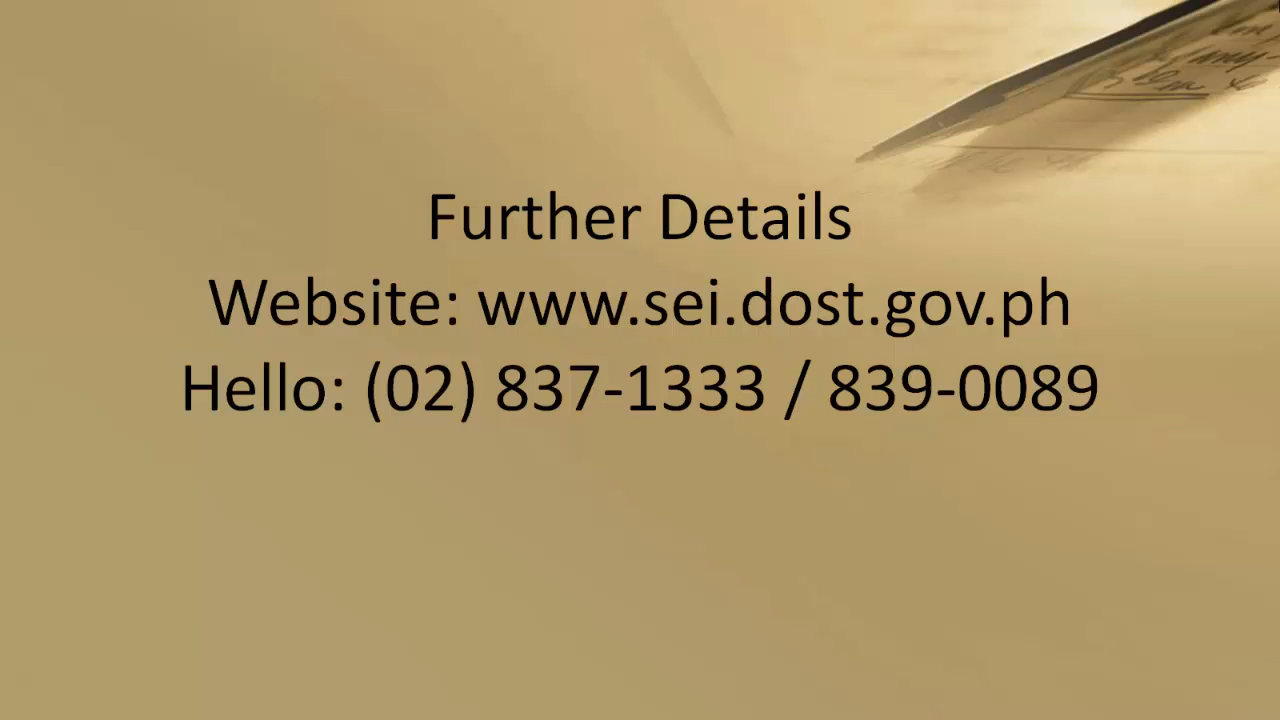 Further Details
Website: www.sei.dost.gov.ph
Hello: (02) 837-1333 / 839-0089